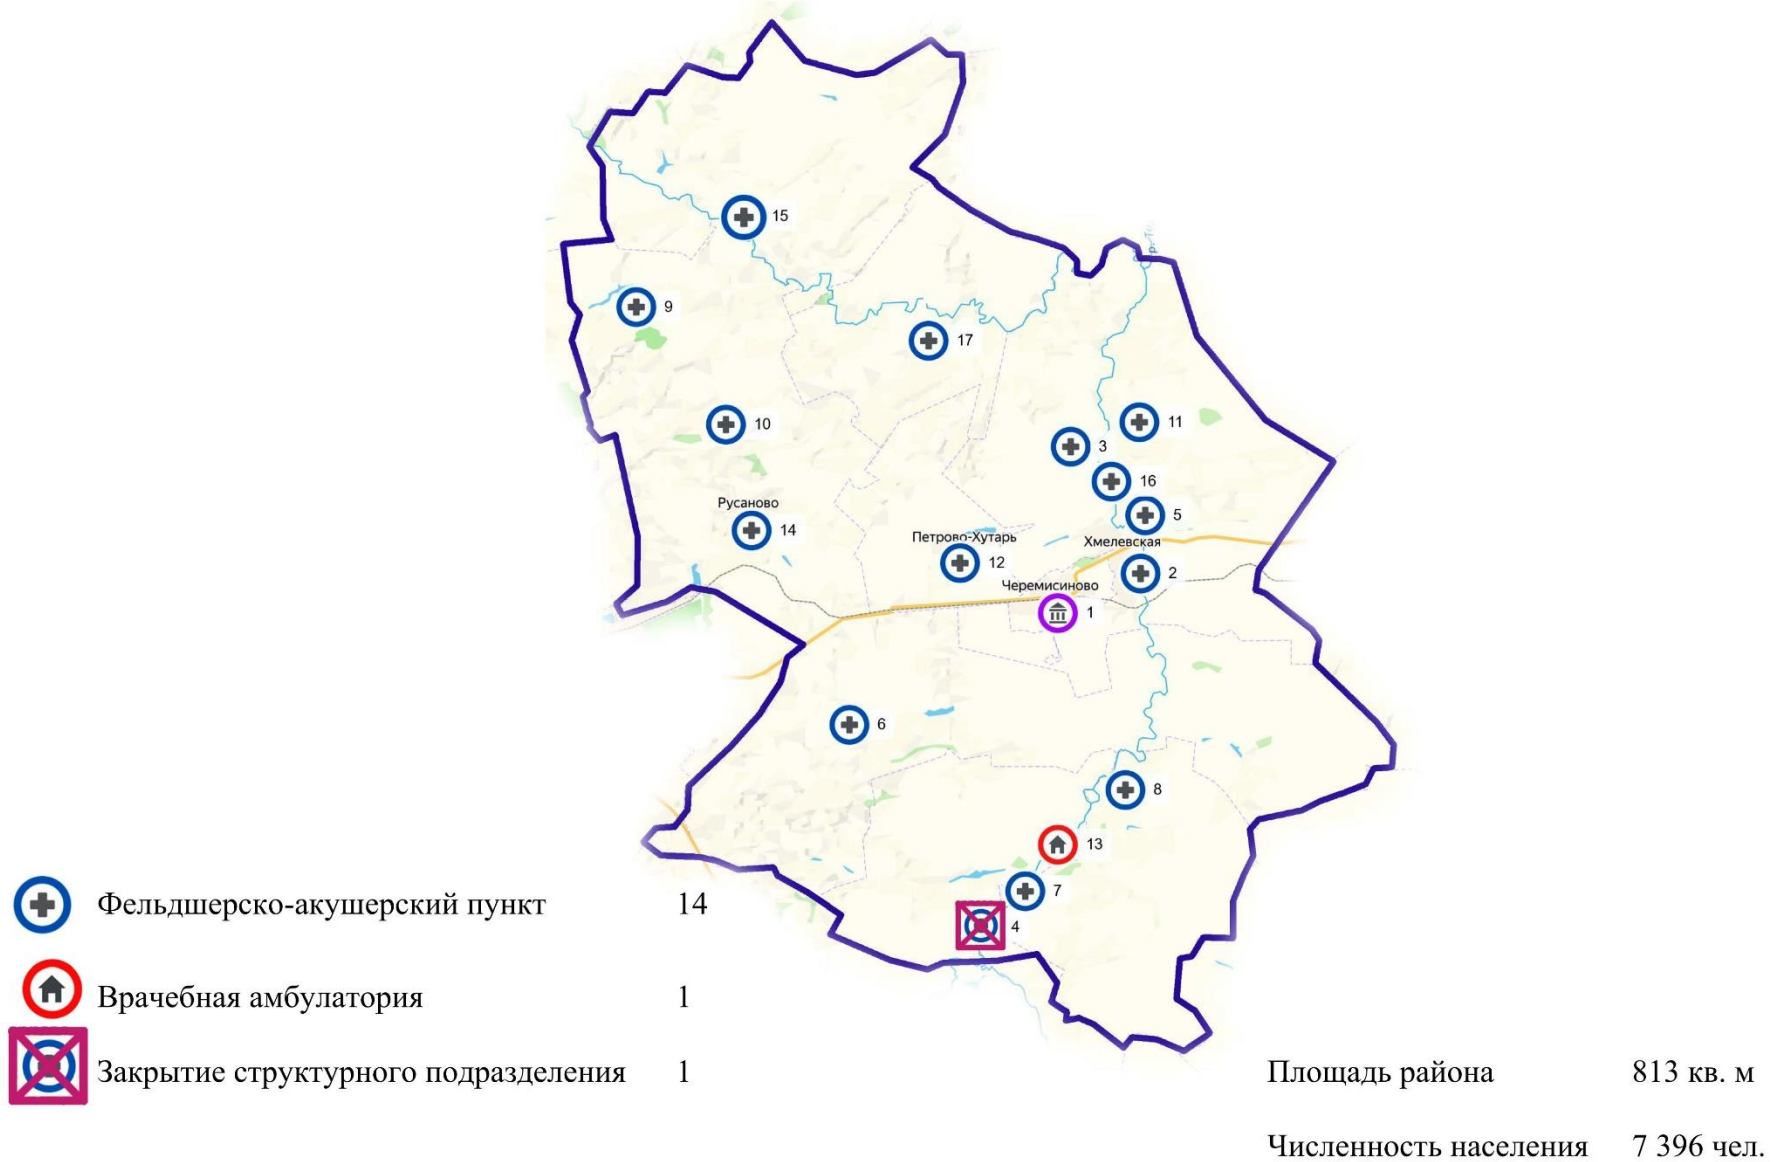 р. Ти
15
9
17
10
11
3
16
Русаново
14
5
Петрово-Хутарь
12
Хмелевская
2
Черемисиново
1
6
8
13
7
4
Фельдшерско-акушерский пункт 14
Врачебная амбулатория 1
Закрытие структурного подразделения 1
Площадь района 813 кв. м
Численность населения 7 396 чел.